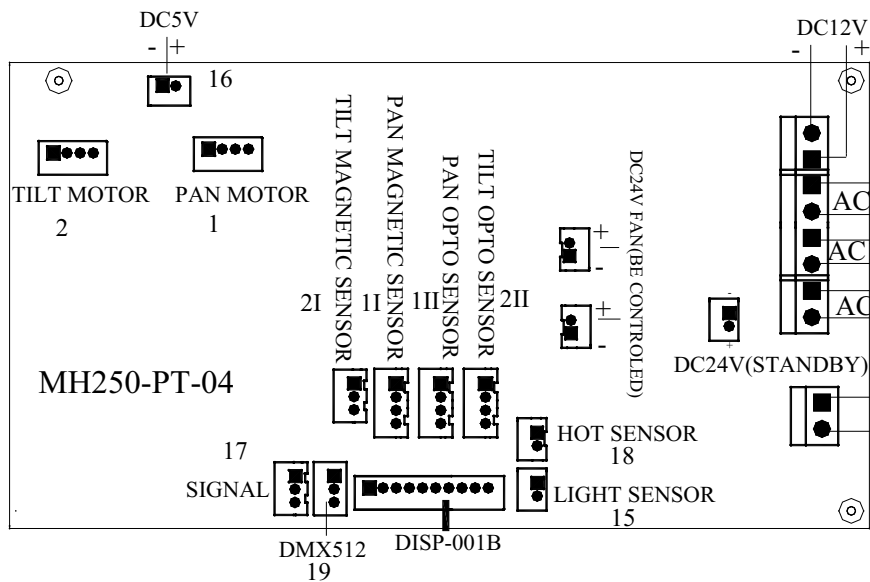 DC5V
- +
16
DC12V
- +
TILT MOTOR
2
PAN MOTOR
1
TILT MAGNETIC SENSOR
2I
PAN MAGNETIC SENSOR
1I
PAN OPTO SENSOR
1II
TILT OPTO SENSOR
2II
DC24V FAN(BE CONTROLED)
+
-
+
-
AC
AC
AC
-
+
DC24V(STANDBY)
MH250-PT-04
HOT SENSOR
18
17
SIGNAL
LIGHT SENSOR
15
DMX512
19
DISP-001B